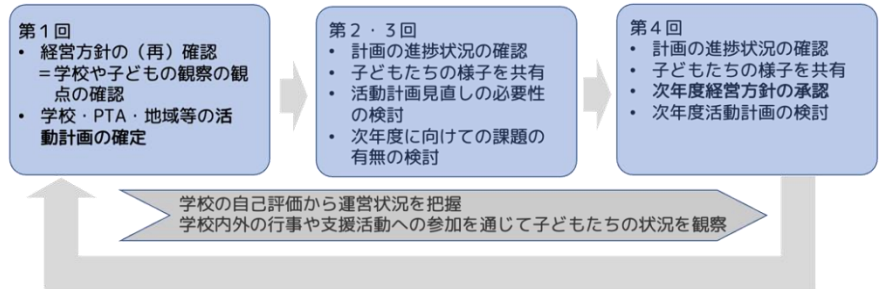 第１回
• 経営方針の（再）確認
＝学校や子どもの観察の観
点の確認
• 学校・PTA・地域等の活
動計画の確定
第２・３回
• 計画の進捗状況の確認
• 子どもたちの様子を共有
• 活動計画見直しの必要性
の検討
• 次年度に向けての課題の
有無の検討
第４回
• 計画の進捗状況の確認
• 子どもたちの様子を共有
• 次年度経営方針の承認
• 次年度活動計画の検討
学校の自己評価から運営状況を把握
学校内外の行事や支援活動への参加を通じて子どもたちの状況を観察